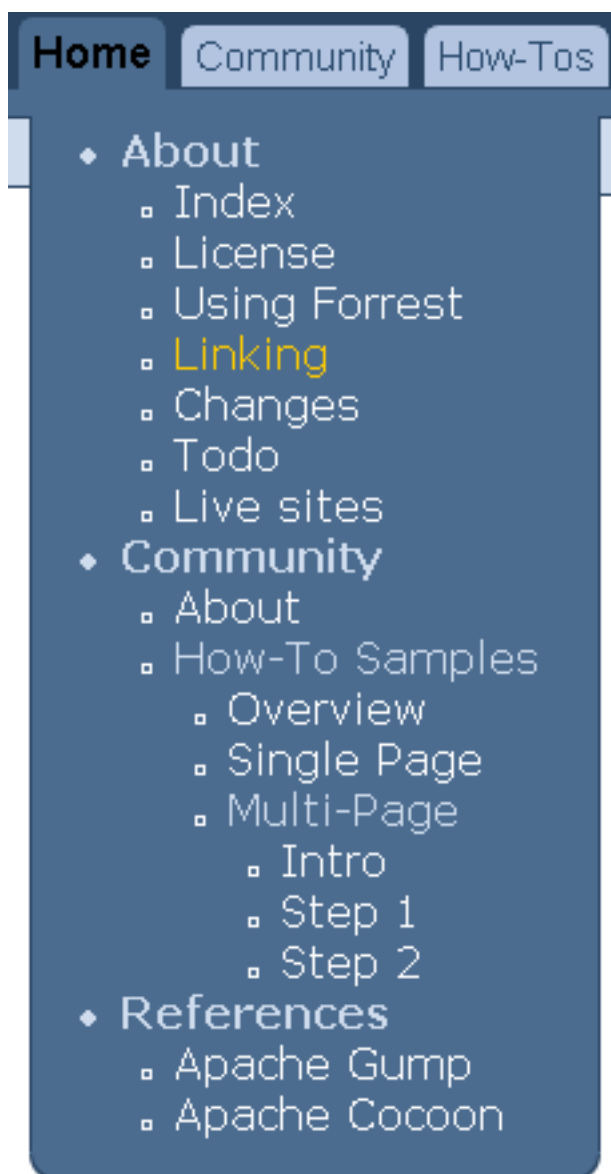 Home Community How-Tos
About
Index
License
Using Forrest
Linking
Changes
Todo
Live sites
Community
About
How-To Samples
Overview
Single Page
Multi-Page
Intro
Step 1
Step 2
References
Apache Gump
Apache Cocoon